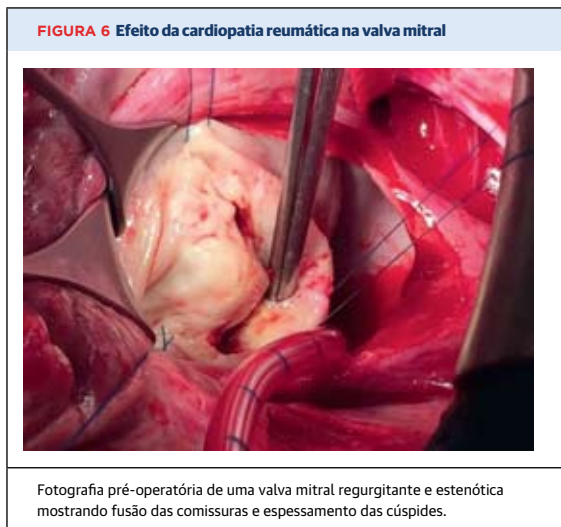 FIGURA 6 Efeito da cardiopatia reumática na valva mitral
Fotografia pré-operatória de uma valva mitral regurgitante e estenótica
mostrando fusão das comissuras e espessamento das cúspides.